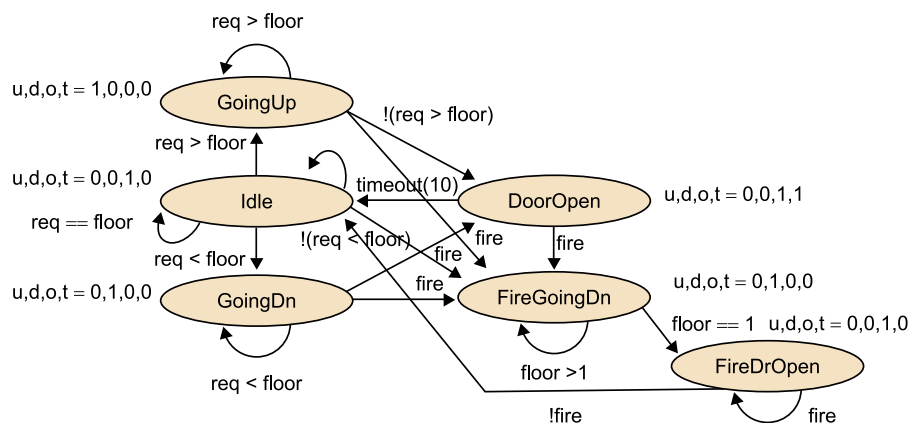 req > floor
u,d,o,t = 1,0,0,0
GoingUp
!(req > floor)
req > floor
u,d,o,t = 0,0,1,0
timeout(10)
Idle
DoorOpen
u,d,o,t = 0,0,1,1
req == floor
!(req < floor)
fire
fire
req < floor
fire
u,d,o,t = 0,1,0,0
GoingDn
fire
FireGoingDn
u,d,o,t = 0,1,0,0
floor == 1
u,d,o,t = 0,0,1,0
req < floor
floor >1
FireDrOpen
!fire
fire